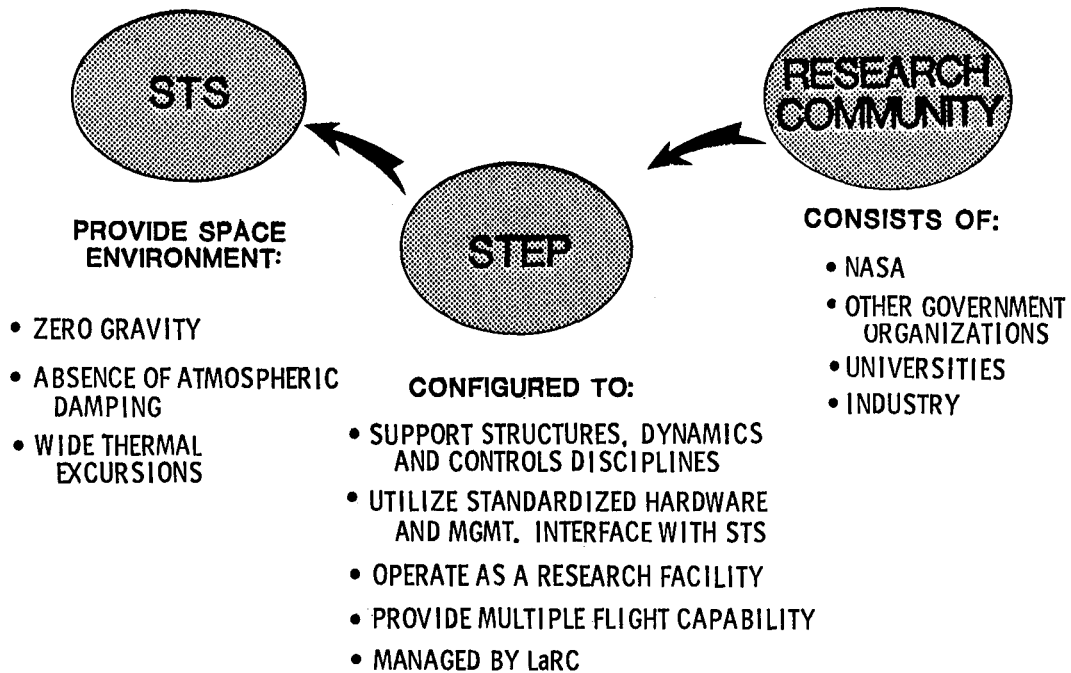 STS
PROVIDE SPACE
ENVIRONMENT:
• ZERO GRAVITY
• ABSENCE OF ATMOSPHERIC
DAMPING
• WIDE THERMAL
EXCURSIONS
STEP
CONFIGURED TO:
• SUPPORT STRUCTURES, DYNAMICS
AND CONTROLS DISCIPLINES
• UTILIZE STANDARDIZED HARDWARE
AND MGMT. INTERFACE WITH STS
• OPERATE AS A RESEARCH FACILITY
• PROVIDE MULTIPLE FLIGHT CAPABILITY
• MANAGED BY LaRC
RESEARCH
COMMUNITY
CONSISTS OF:
• NASA
• OTHER GOVERNMENT
ORGANIZATIONS
• UNIVERSITIES
• INDUSTRY